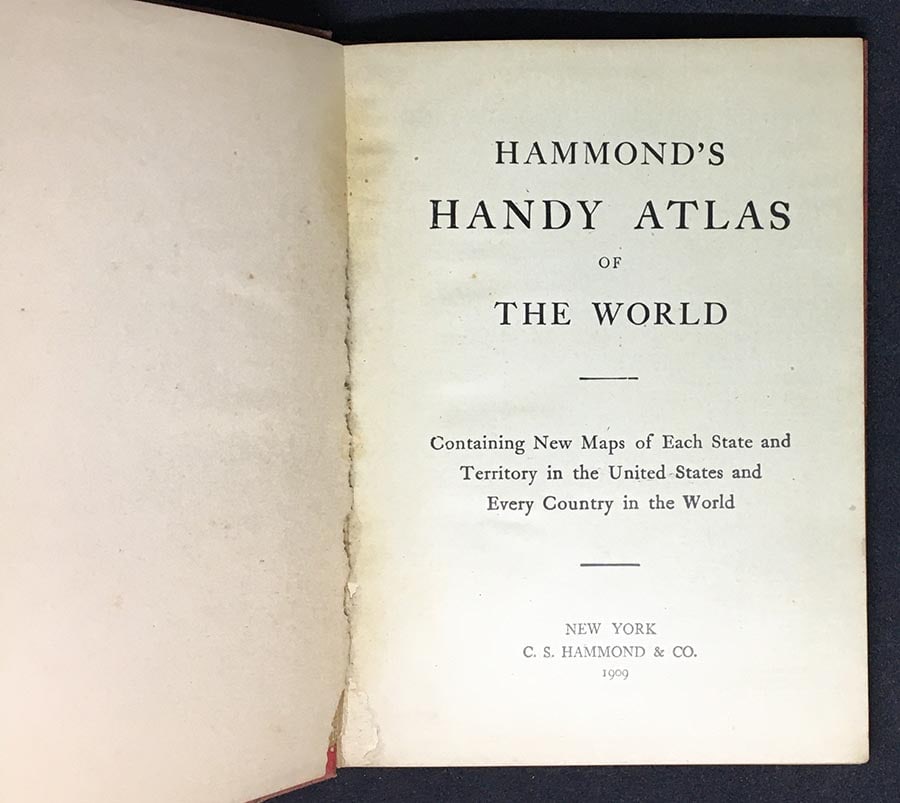 HAMMOND'S
HANDY ATLAS
OF
THE WORLD
Containing New Maps of Each State and
Territory in the United States and
Every Country in the World
NEW YORK
C. S. HAMMOND & CO.
1909